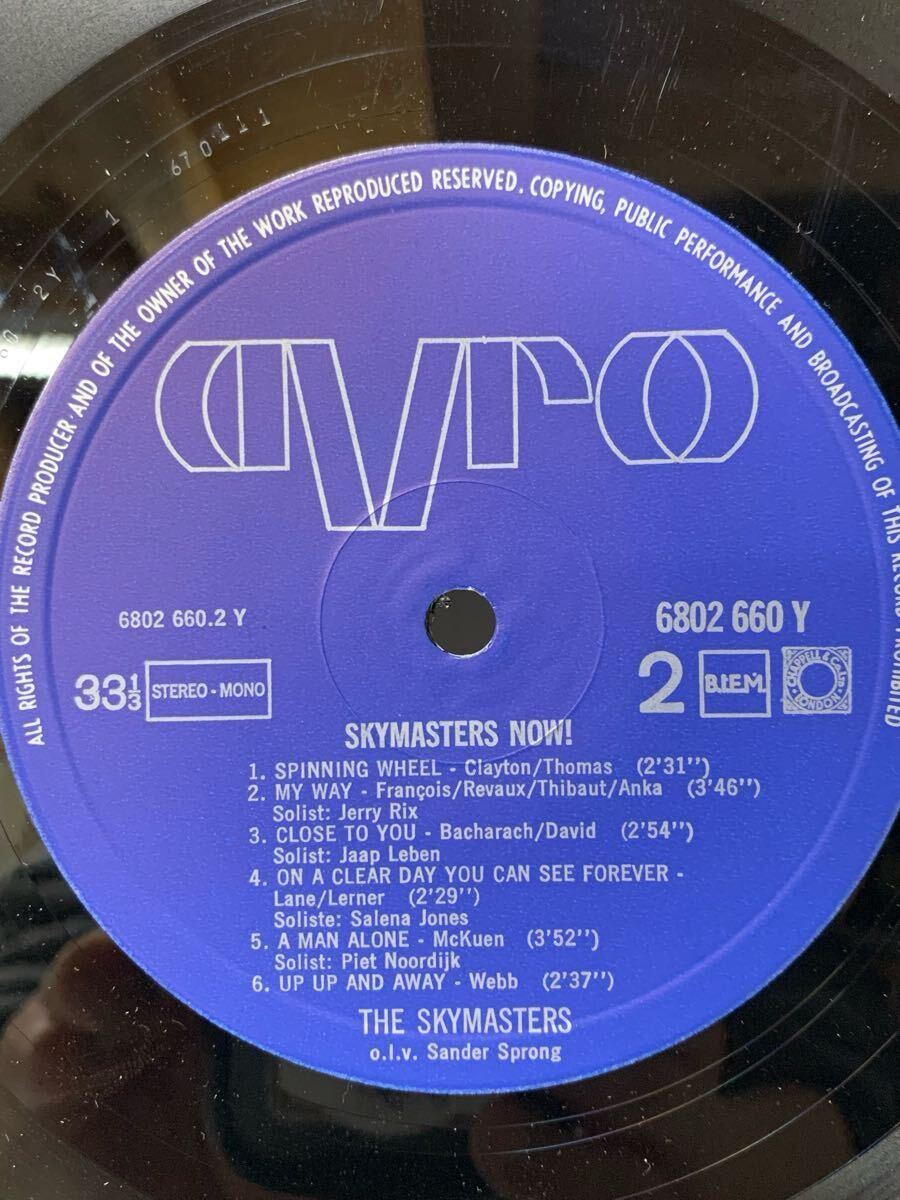 670111
2Y 1
ALL RIGHTS OF THE RECORD PRODUCER·AND OF THE OWNER OF THE WORK REPRODUCED RESERVED. COPYING, PUBLIC PERFORMANCE AND BROADCASTING OF THIS RECORD PROHIBITED
avro
6802 660.2 Y
6802 660 Y
33⅓ STEREO-MONO
2 B.I.E.M. CHAPPELL & Co. LTD LONDON
SKYMASTERS NOW!
1. SPINNING WHEEL - Clayton/Thomas (2'31'')
2. MY WAY - François/Revaux/Thibaut/Anka (3'46'')
Solist: Jerry Rix
3. CLOSE TO YOU - Bacharach/David (2'54'')
Solist: Jaap Leben
4. ON A CLEAR DAY YOU CAN SEE FOREVER -
Lane/Lerner (2'29'')
Soliste: Salena Jones
5. A MAN ALONE - McKuen (3'52'')
Solist: Piet Noordijk
6. UP UP AND AWAY - Webb (2'37'')
THE SKYMASTERS
o.l.v. Sander Sprong